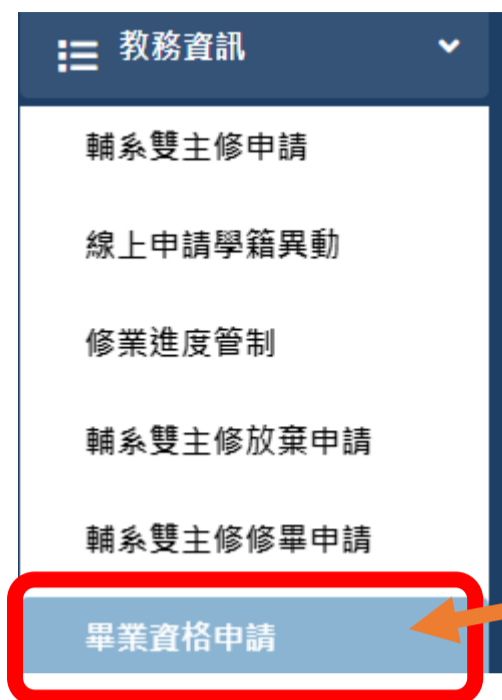 教務資訊
輔系雙主修申請
線上申請學籍異動
修業進度管制
輔系雙主修放棄申請
輔系雙主修修畢申請
畢業資格申請